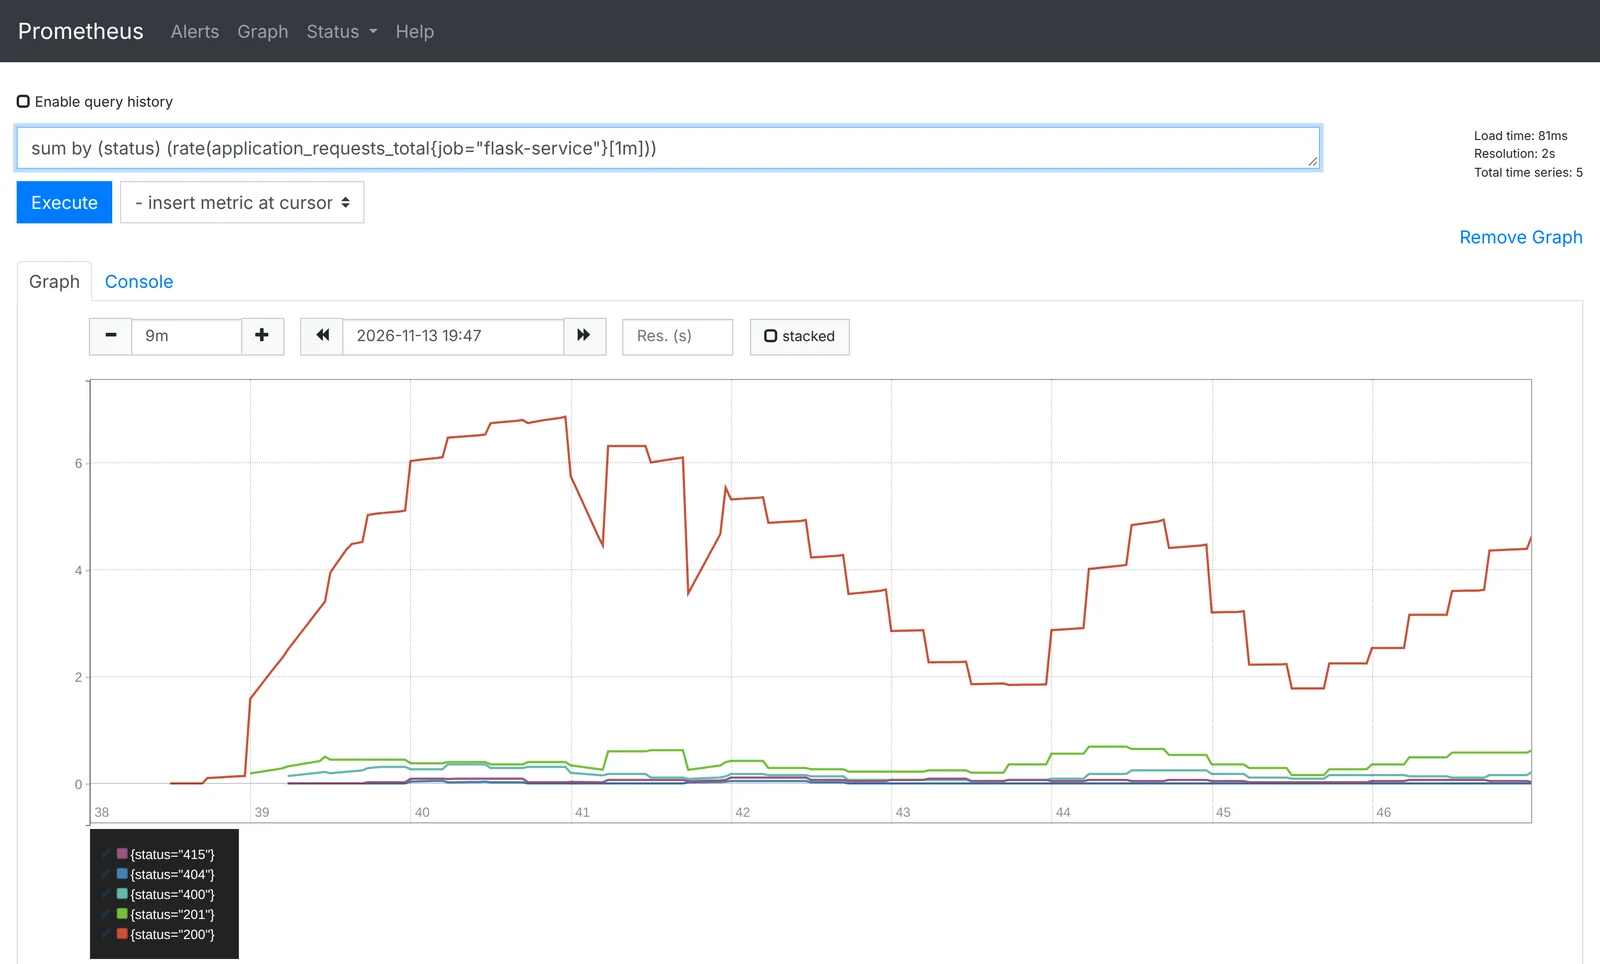 Prometheus Alerts Graph Status Help
Enable query history
sum by (status) (rate(application_requests_total{job="flask-service"}[1m]))
Load time: 81ms
Resolution: 2s
Total time series: 5
Execute - insert metric at cursor
Remove Graph
Graph Console
9m 2026-11-13 19:47 Res. (s) stacked
6
4
2
0
38 39 40 41 42 43 44 45 46
{status="415"}
{status="404"}
{status="400"}
{status="201"}
{status="200"}